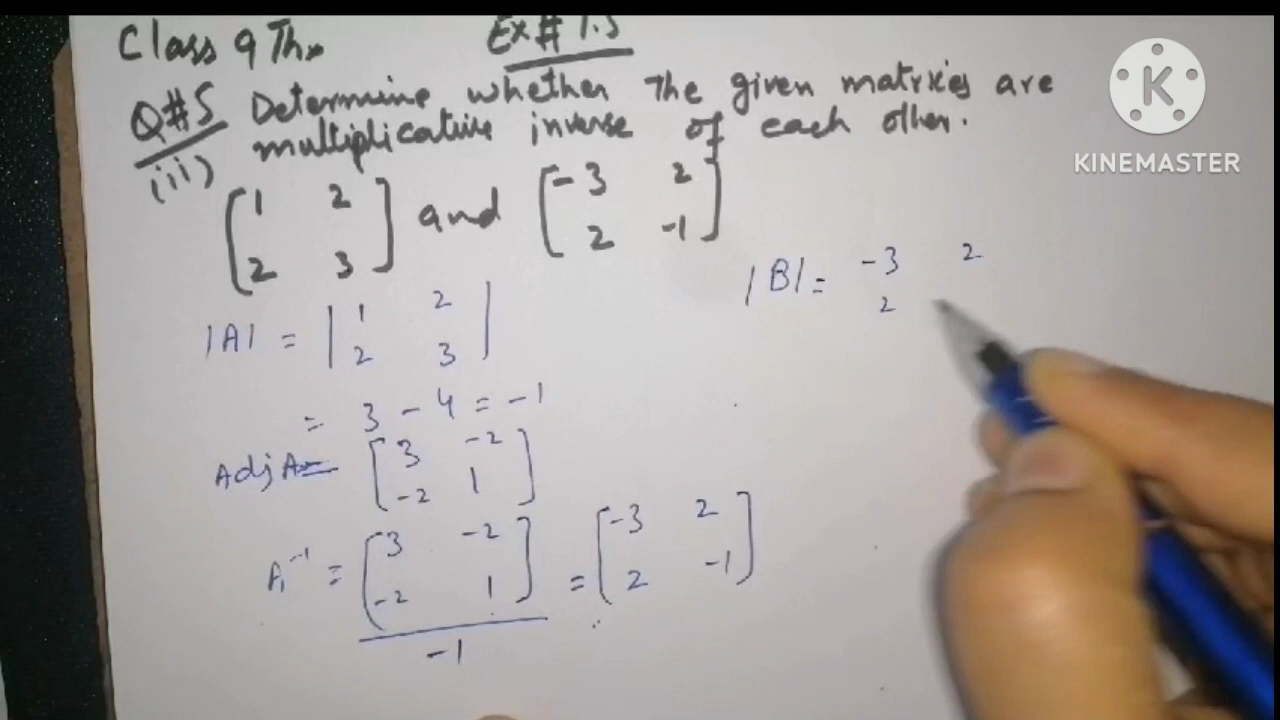 Class 9 Th.
Ex# 1.5
Q#5 Determine whether The given matrixes are
multiplicative inverse of each other.
(ii)
[1 2
2 3] and [-3 2
2 -1]
|A| = |1 2
2 3|
= 3 - 4 = -1
Adj A = [3 -2
-2 1]
A⁻¹ = [3 -2
-2 1]
-1
= [-3 2
2 -1]
|B| = -3 2
2
KINEMASTER